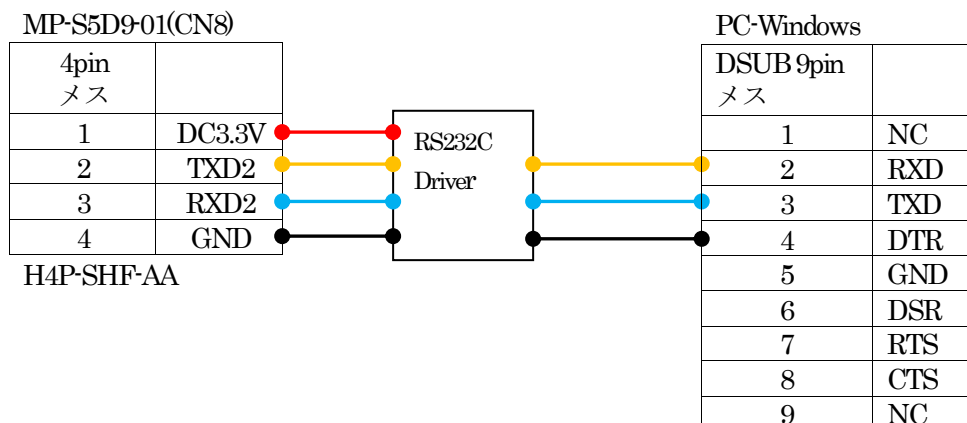 MP-S5D9-01(CN8)
4pin
メス
1 DC3.3V
2 TXD2
3 RXD2
4 GND
H4P-SHF-AA
RS232C
Driver
PC-Windows
DSUB 9pin
メス
1 NC
2 RXD
3 TXD
4 DTR
5 GND
6 DSR
7 RTS
8 CTS
9 NC